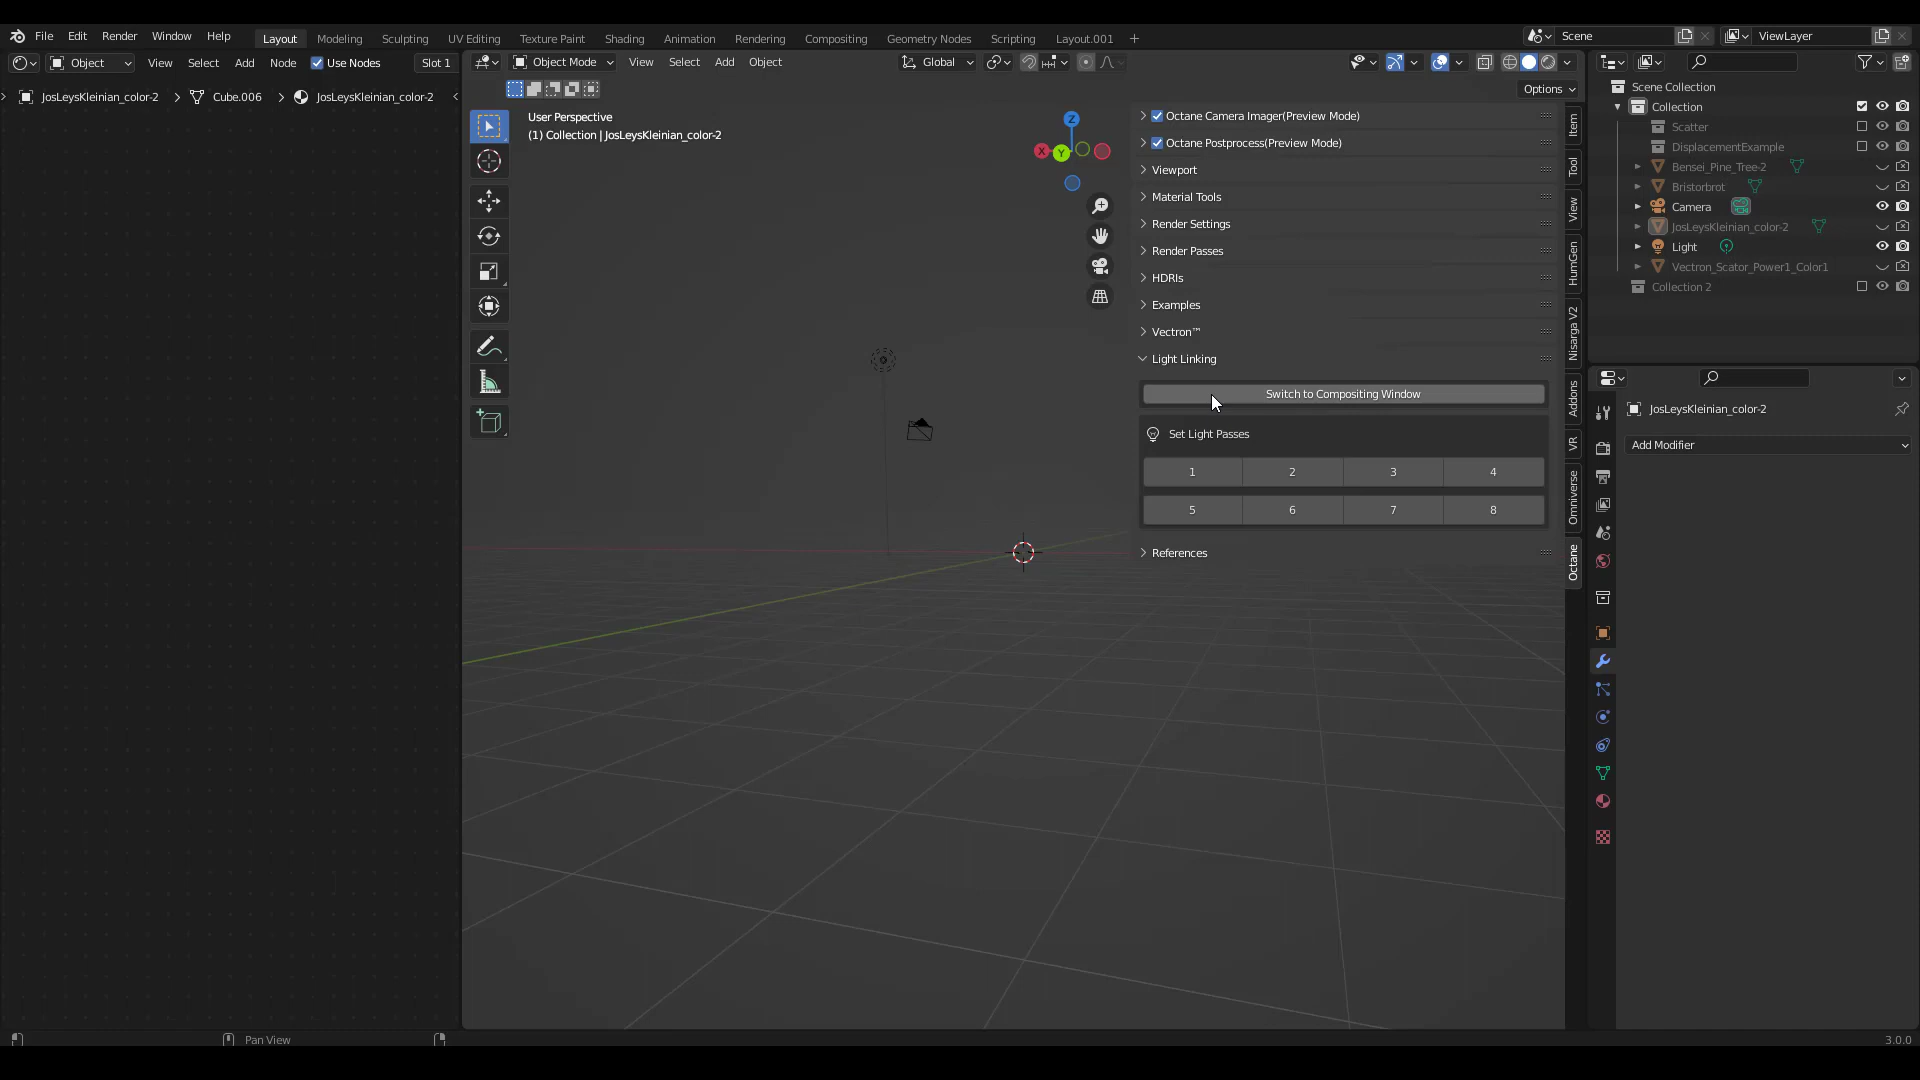 File Edit Render Window Help
Layout Modeling Sculpting UV Editing Texture Paint Shading Animation Rendering Compositing Geometry Nodes Scripting Layout.001 +
Scene
ViewLayer
Object View Select Add Node Use Nodes Slot 1
JosLeysKleinian_color-2 > Cube.006 > JosLeysKleinian_color-2
Object Mode View Select Add Object
Global
Options
User Perspective
(1) Collection | JosLeysKleinian_color-2
Z
X
Y
Octane Camera Imager(Preview Mode)
Octane Postprocess(Preview Mode)
Viewport
Material Tools
Render Settings
Render Passes
HDRIs
Examples
Vectron™
Light Linking
Switch to Compositing Window
Set Light Passes
1 2 3 4
5 6 7 8
References
Item
Tool
View
HumGen
Nisarga V2
Addons
VR
Omniverse
Octane
Scene Collection
Collection
Scatter
DisplacementExample
Bensei_Pine_Tree-2
Bristorbrot
Camera
JosLeysKleinian_color-2
Light
Vectron_Scator_Power1_Color1
Collection 2
JosLeysKleinian_color-2
Add Modifier
Pan View
3.0.0